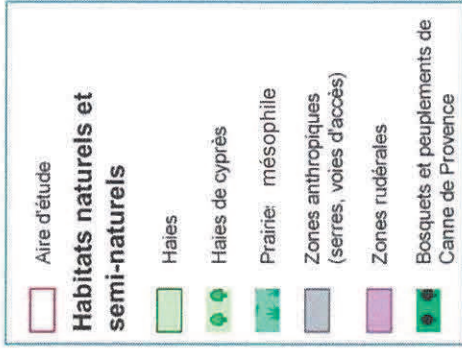 Aire d'étude
Habitats naturels et
semi-naturels
Haies
Haies de cyprès
Prairie mésophile
Zones anthropiques
(serres, voies d'accès)
Zones rudérales
Bosquets et peuplements de
Canne de Provence